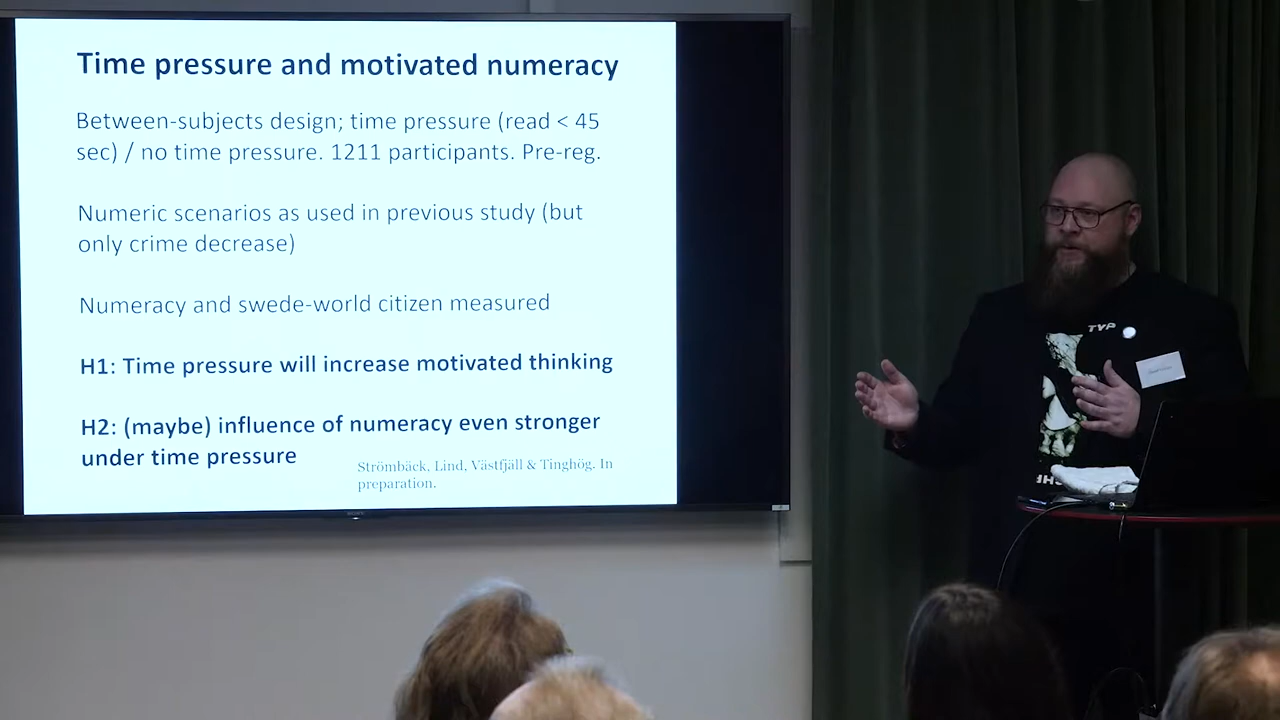 Time pressure and motivated numeracy
Between-subjects design; time pressure (read < 45
sec) / no time pressure. 1211 participants. Pre-reg.
Numeric scenarios as used in previous study (but
only crime decrease)
Numeracy and swede-world citizen measured
H1: Time pressure will increase motivated thinking
H2: (maybe) influence of numeracy even stronger
under time pressure
Strömbäck, Lind, Västfjäll & Tinghög. In
preparation.
TYP